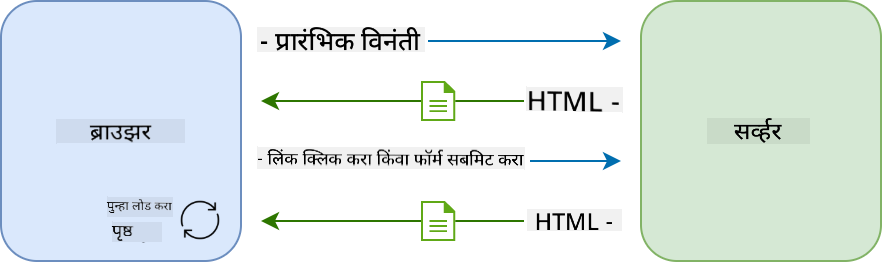 - प्रारंभिक विनंती
HTML -
ब्राउझर
सर्व्हर
- लिंक क्लिक करा किंवा फॉर्म सबमिट करा
पुन्हा लोड करा
पृष्ठ
HTML -